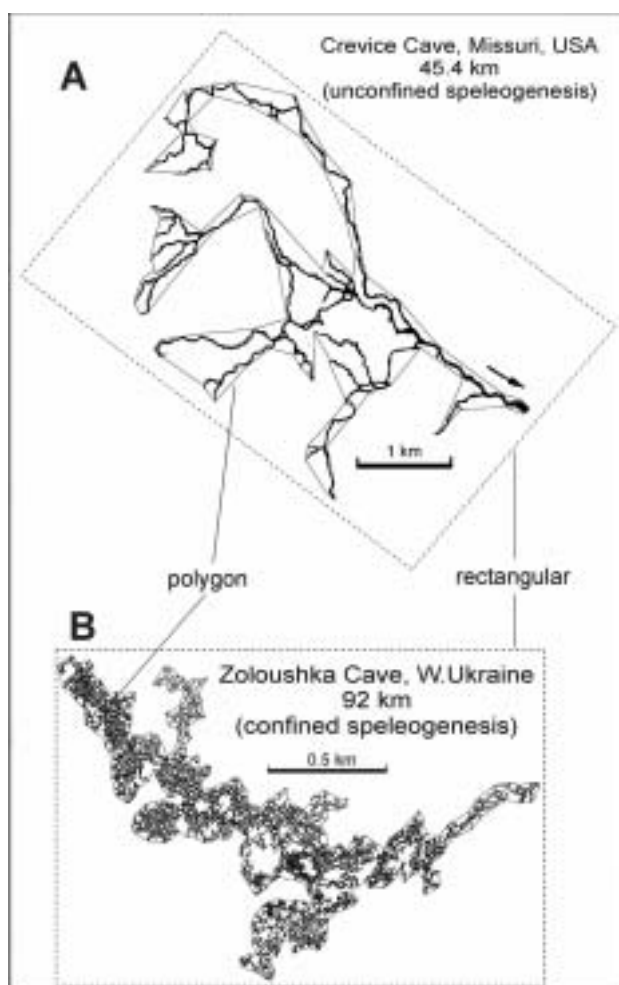 A
Crevice Cave, Missuri, USA
45.4 km
(unconfined speleogenesis)
1 km
polygon
rectangular
B
Zoloushka Cave, W.Ukraine
92 km
(confined speleogenesis)
0.5 km